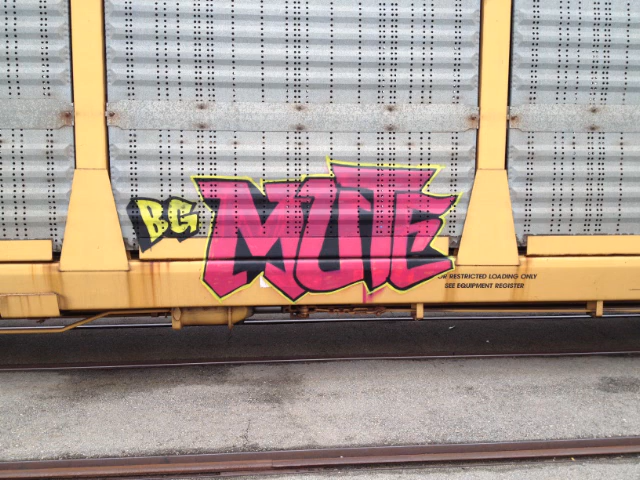 BG MUTE
RESTRICTED LOADING ONLY
SEE EQUIPMENT REGISTER